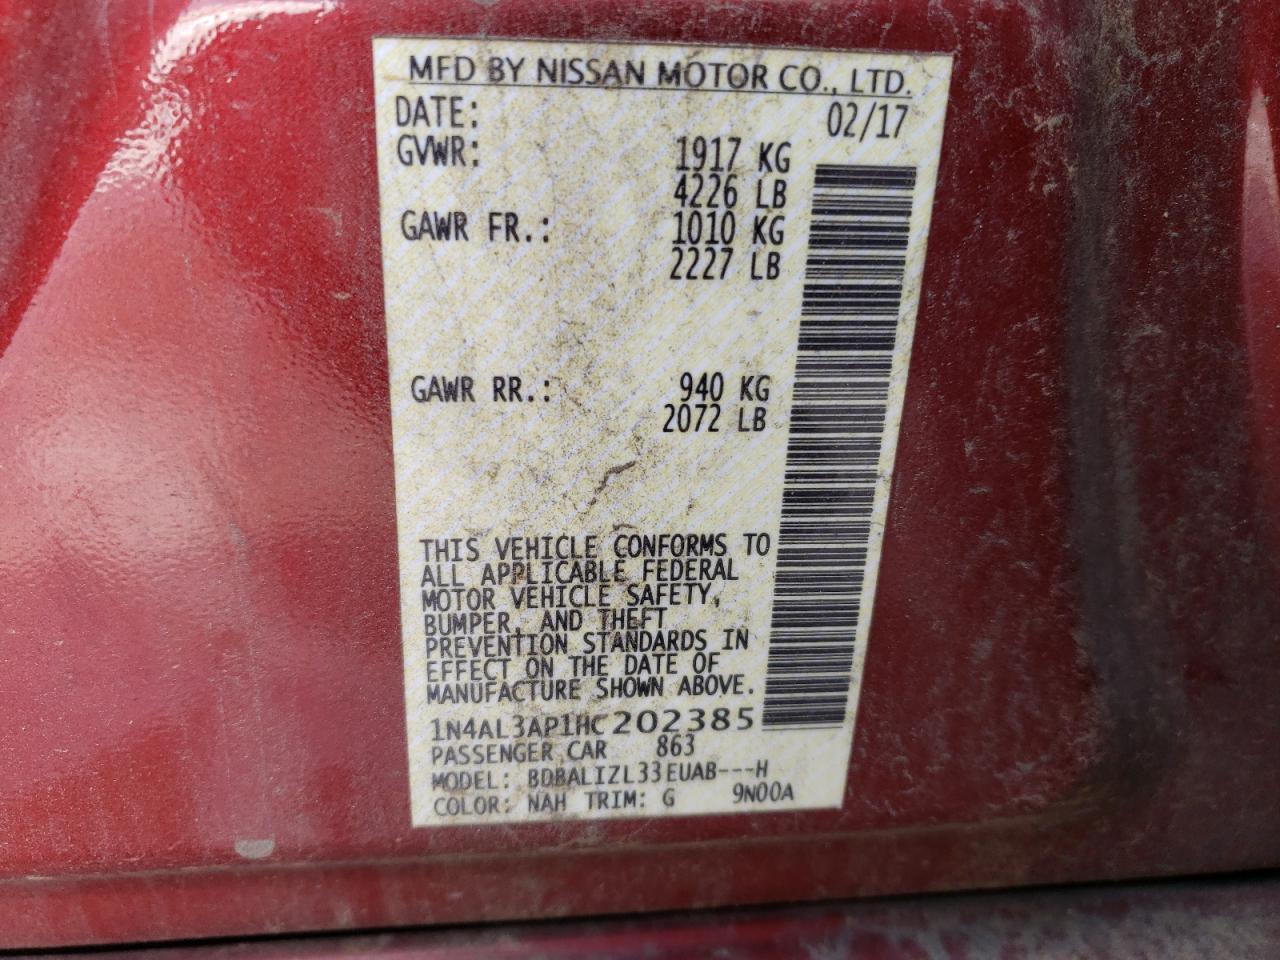 MFD BY NISSAN MOTOR CO., LTD.
DATE: 02/17
GVWR: 1917 KG
4226 LB
GAWR FR.: 1010 KG
2227 LB
GAWR RR.: 940 KG
2072 LB
THIS VEHICLE CONFORMS TO
ALL APPLICABLE FEDERAL
MOTOR VEHICLE SAFETY,
BUMPER, AND THEFT
PREVENTION STANDARDS IN
EFFECT ON THE DATE OF
MANUFACTURE SHOWN ABOVE.
1N4AL3AP1HC202385
PASSENGER CAR 863
MODEL: BDBALIZL33EUAB---H
COLOR: NAH TRIM: G 9N00A